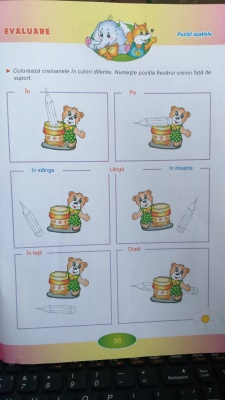 EVALUARE
Poziții spațiale
Colorează creioanele în culori diferite. Numește poziția fiecărui creion față de
suport.
În
Pe
În stânga
Lângă
În dreapta
În față
După
55